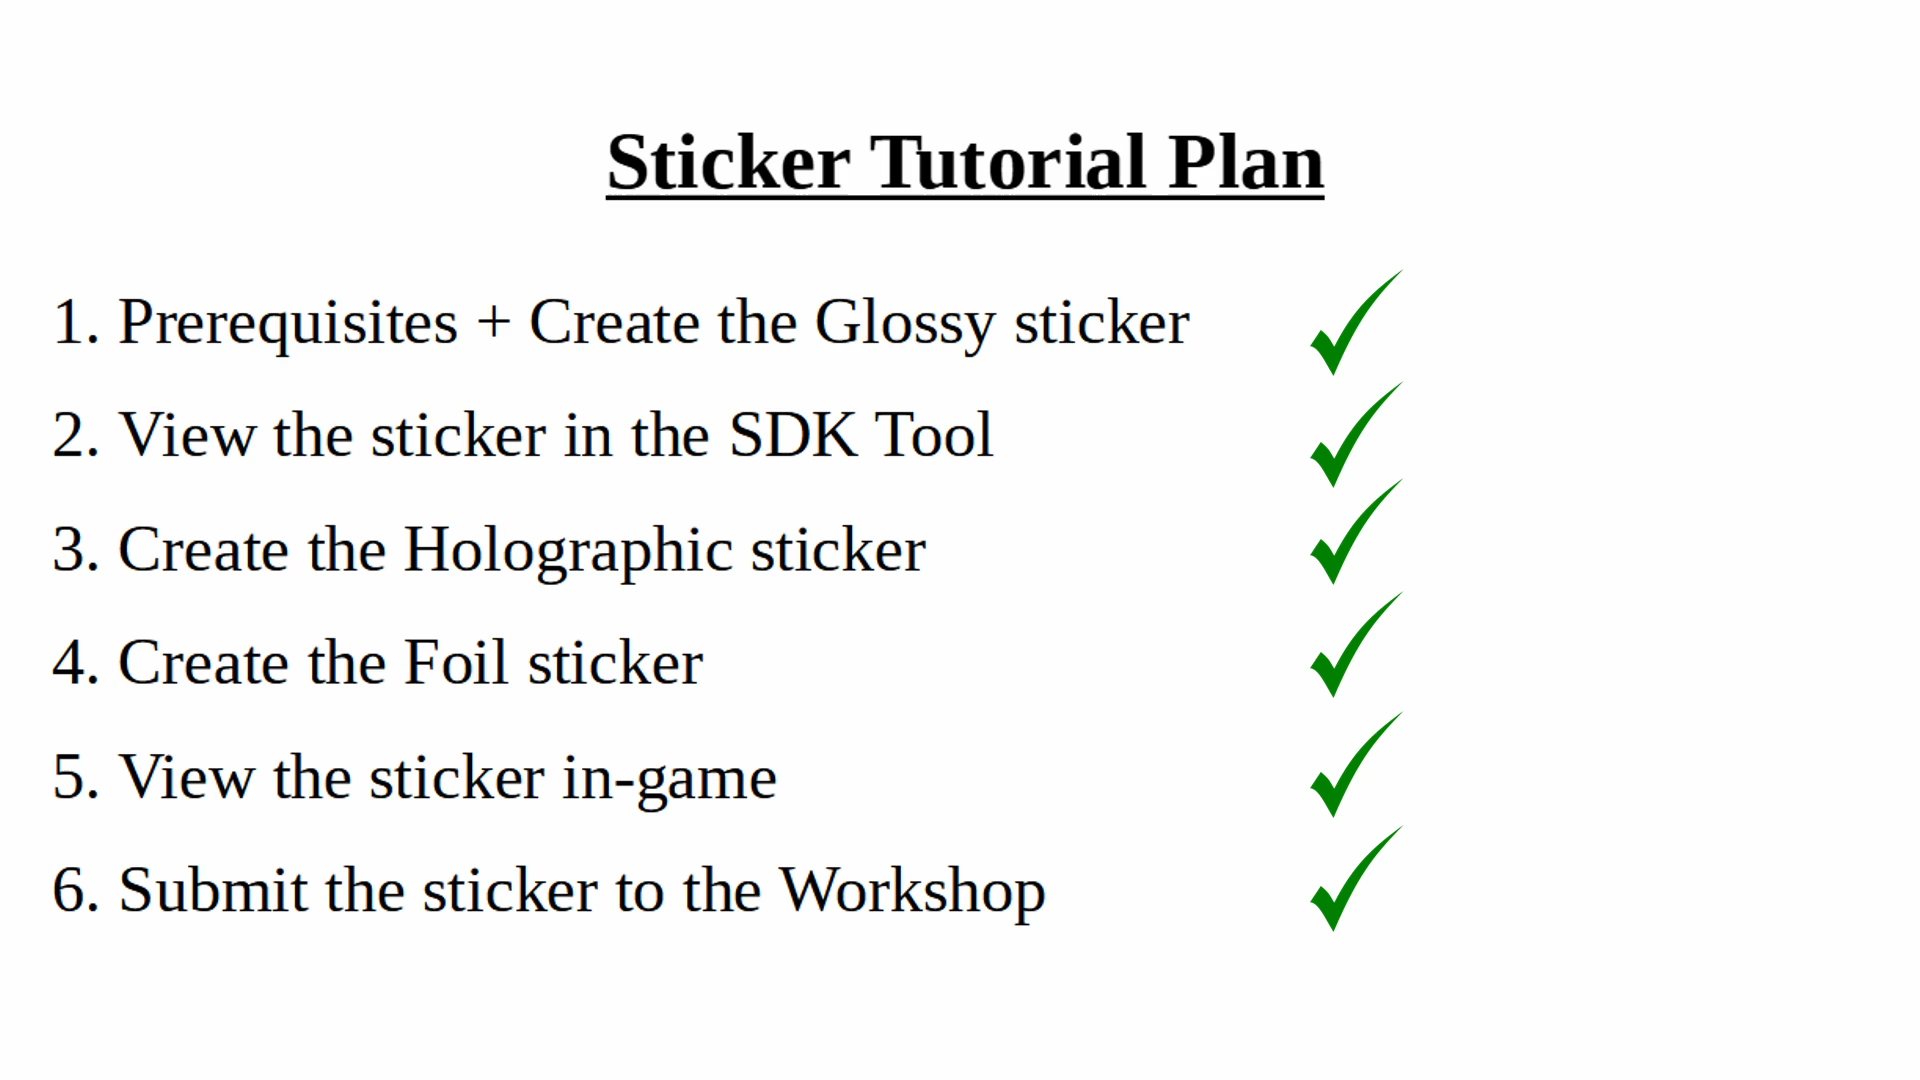 Sticker Tutorial Plan
1. Prerequisites + Create the Glossy sticker
2. View the sticker in the SDK Tool
3. Create the Holographic sticker
4. Create the Foil sticker
5. View the sticker in-game
6. Submit the sticker to the Workshop